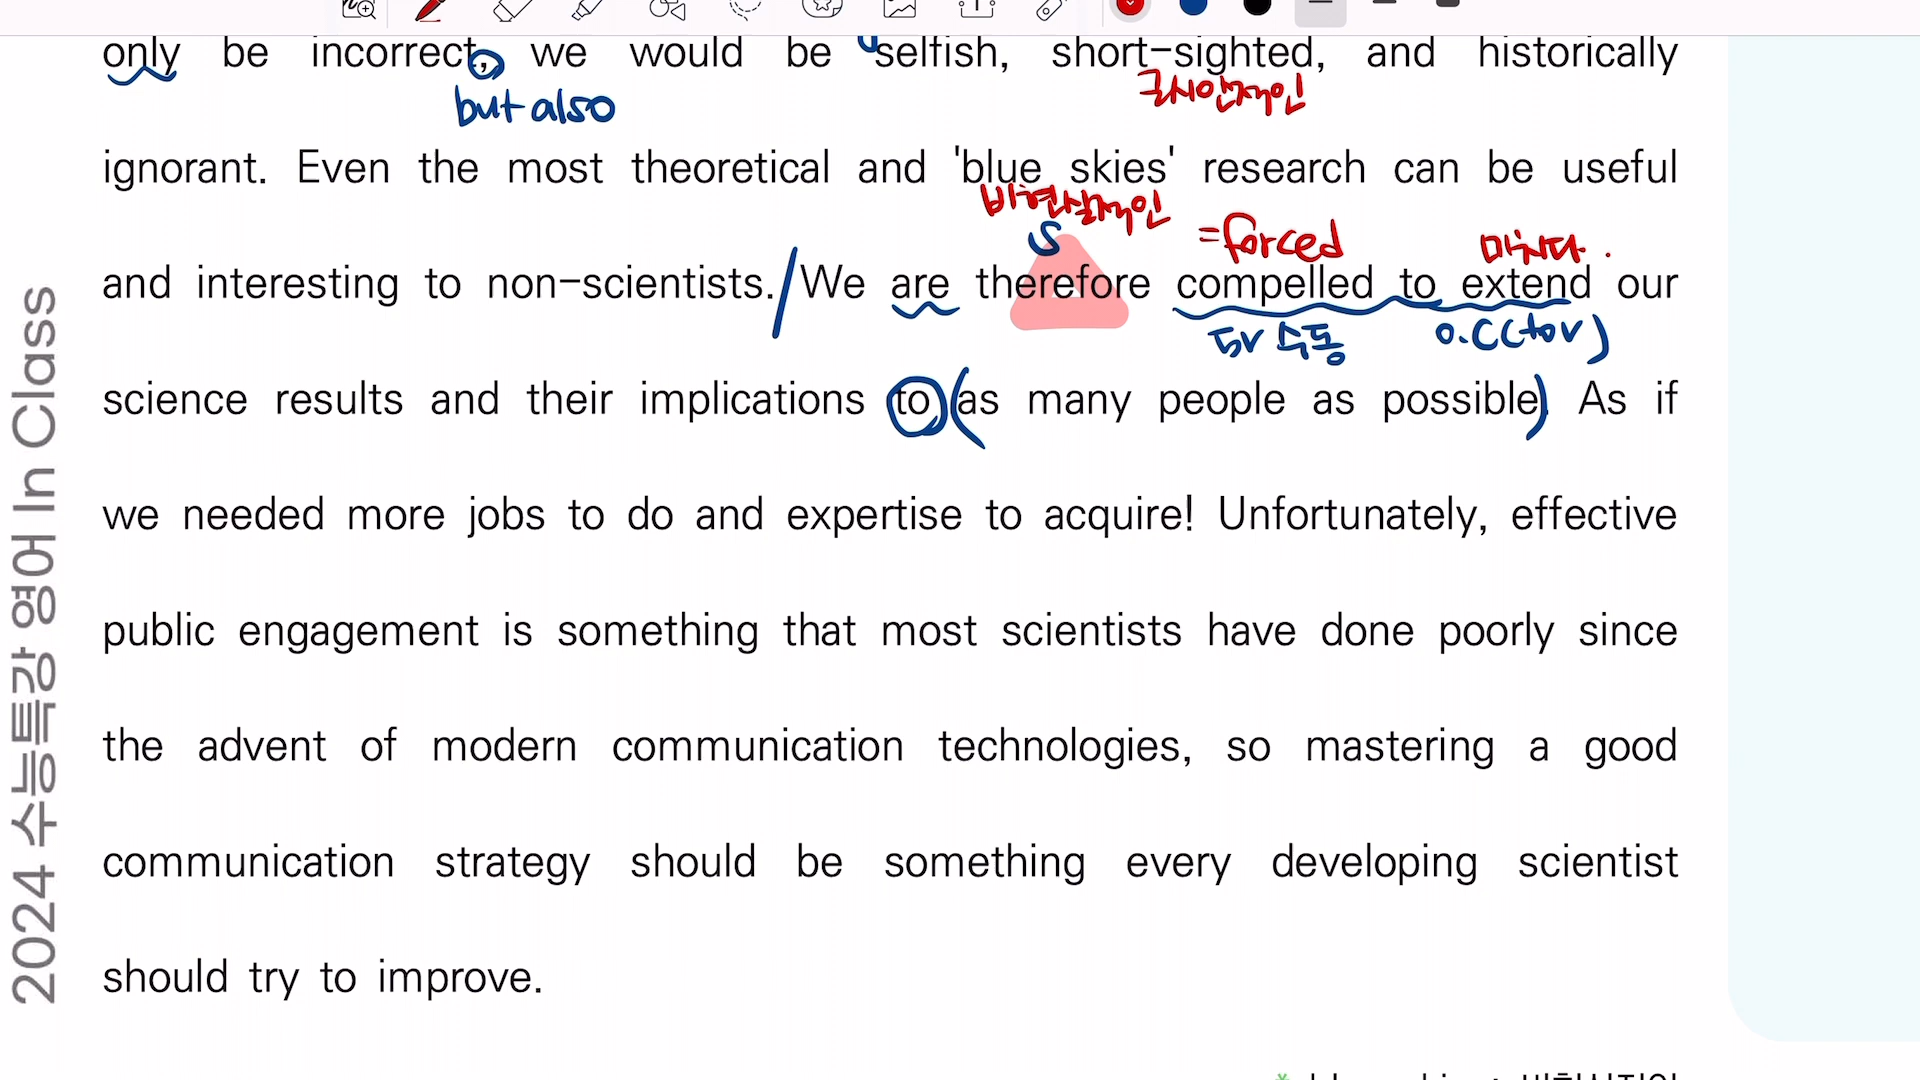 only be incorrect, we would be selfish, short-sighted, and historically
but also
근시안적인
ignorant. Even the most theoretical and 'blue skies' research can be useful
비현실적인
S
=forced
미치다.
and interesting to non-scientists. / We are therefore compelled to extend our
5V 수동
O.C(to V)
science results and their implications to (as many people as possible). As if
we needed more jobs to do and expertise to acquire! Unfortunately, effective
public engagement is something that most scientists have done poorly since
the advent of modern communication technologies, so mastering a good
communication strategy should be something every developing scientist
should try to improve.
2024 수능특강 영어 In Class